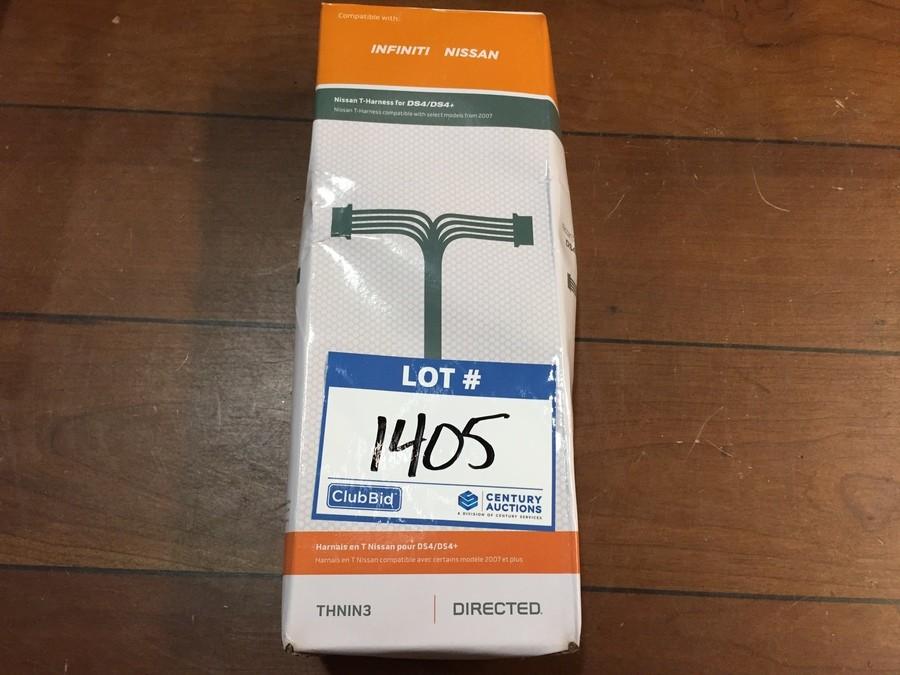 Compatible with:
INFINITI NISSAN
Nissan T-Harness for DS4/DS4+
Nissan T-Harness compatible with select models from 2007
LOT #
1405
ClubBid
CENTURY
AUCTIONS
A DIVISION OF CENTURY SERVICES
Harnais en T Nissan pour DS4/DS4+
Harnais en T Nissan compatible avec certains modèle 2007 et plus
THNIN3 DIRECTED.